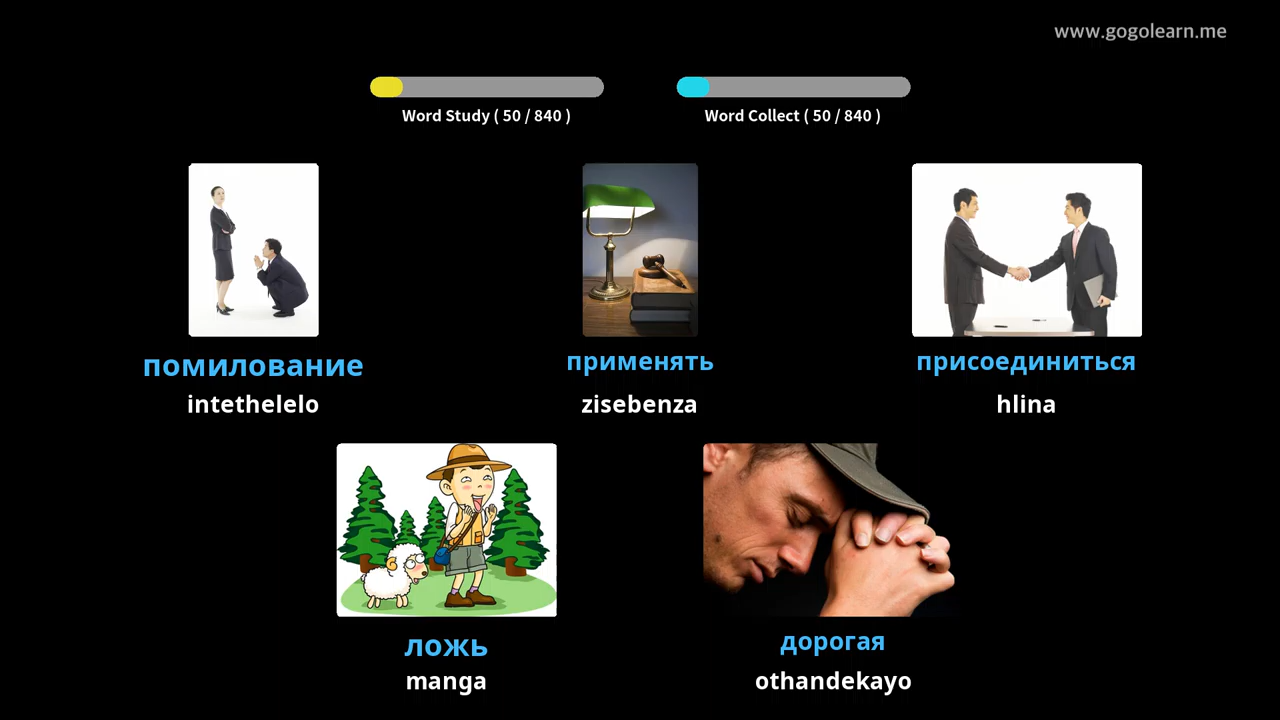 www.gogolearn.me
Word Study ( 50 / 840 )
Word Collect ( 50 / 840 )
помилование
intethelelo
применять
zisebenza
присоединиться
hlina
ложь
manga
дорогая
othandekayo